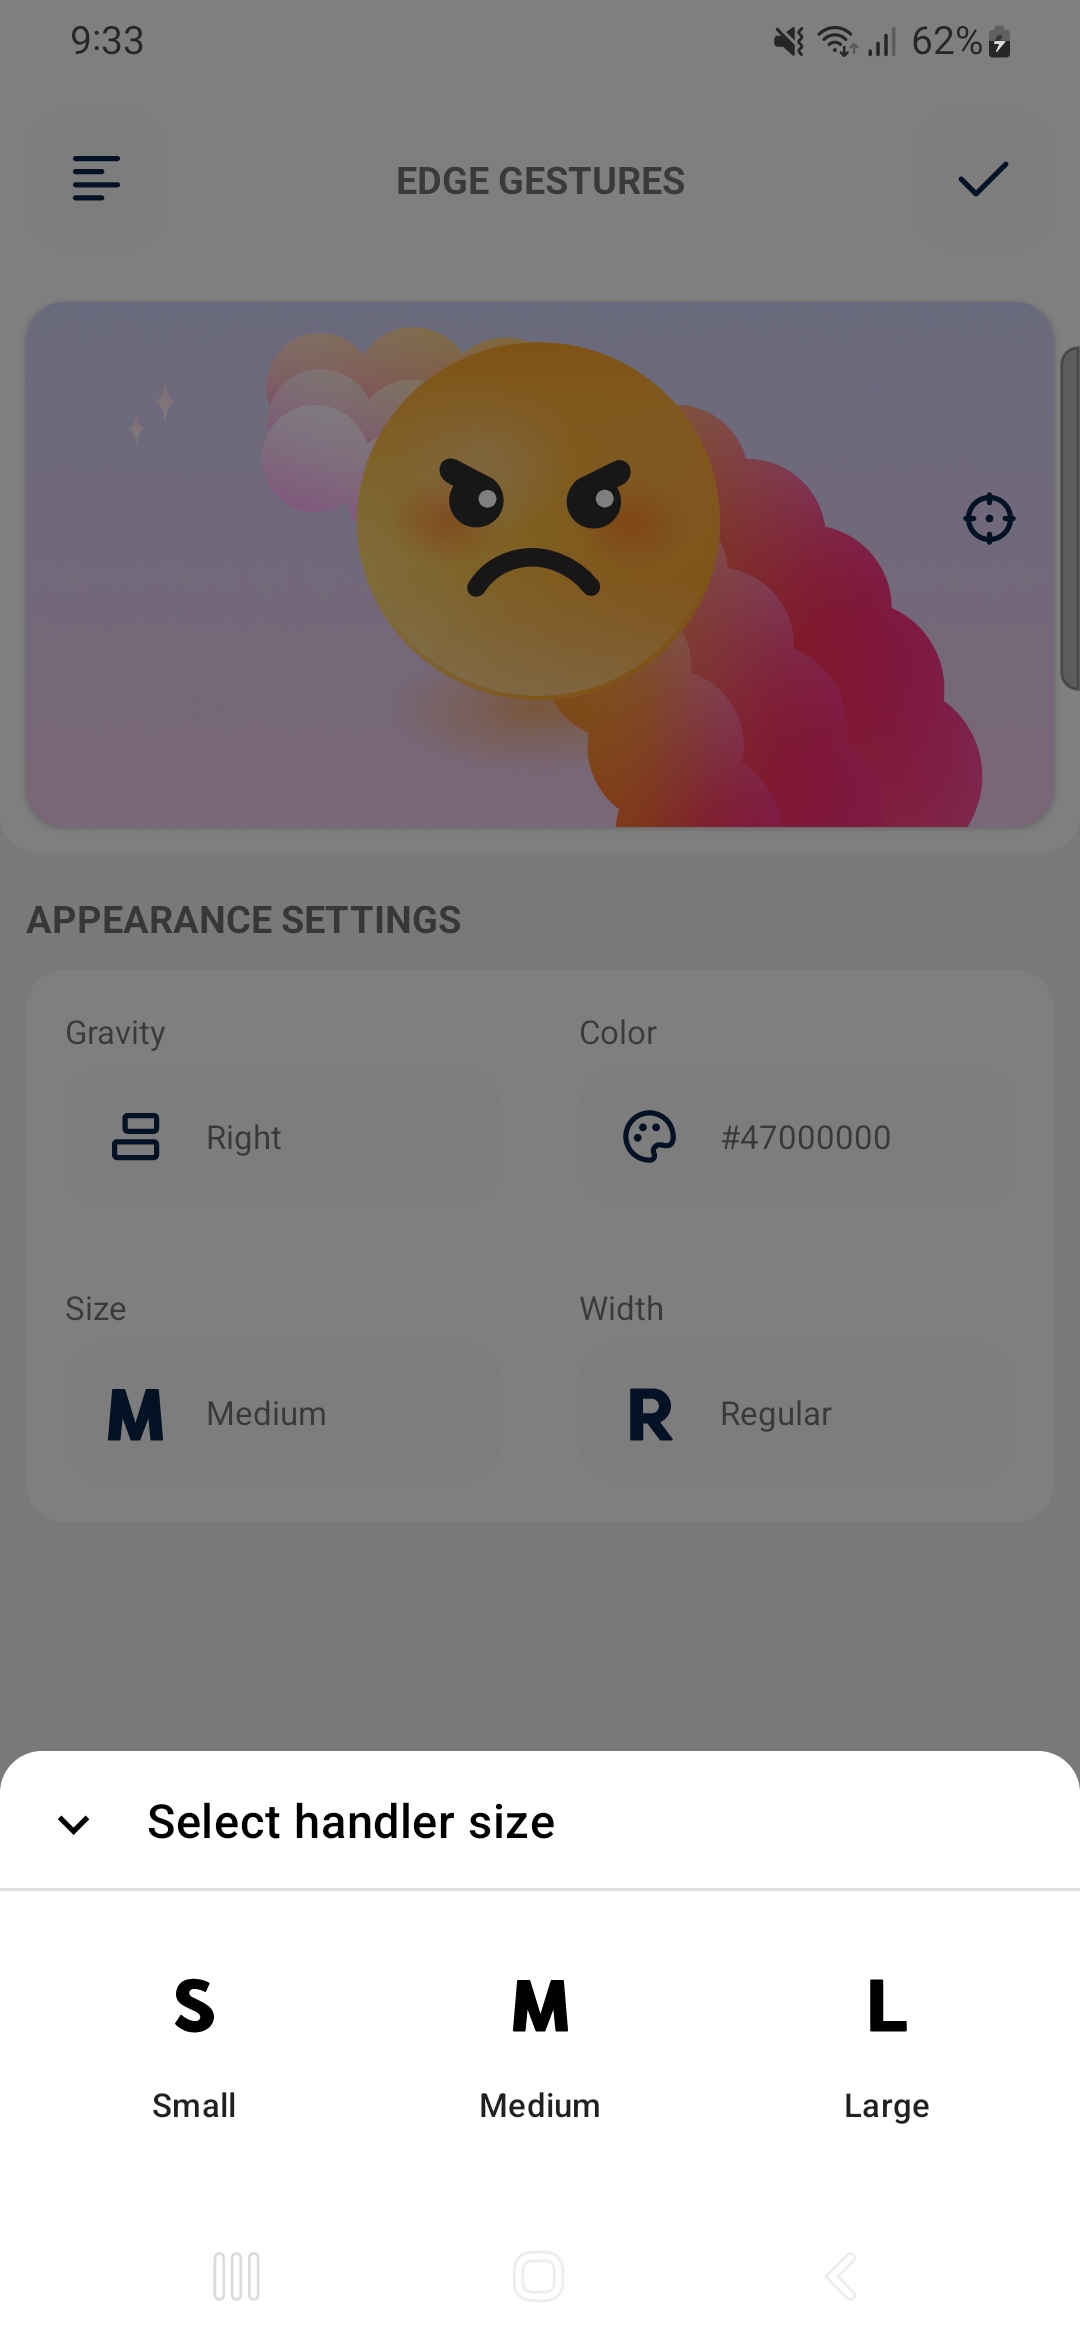 9:33
62%
EDGE GESTURES
APPEARANCE SETTINGS
Gravity
Color
Right
#47000000
Size
Width
M
Medium
R
Regular
Select handler size
S
M
L
Small
Medium
Large